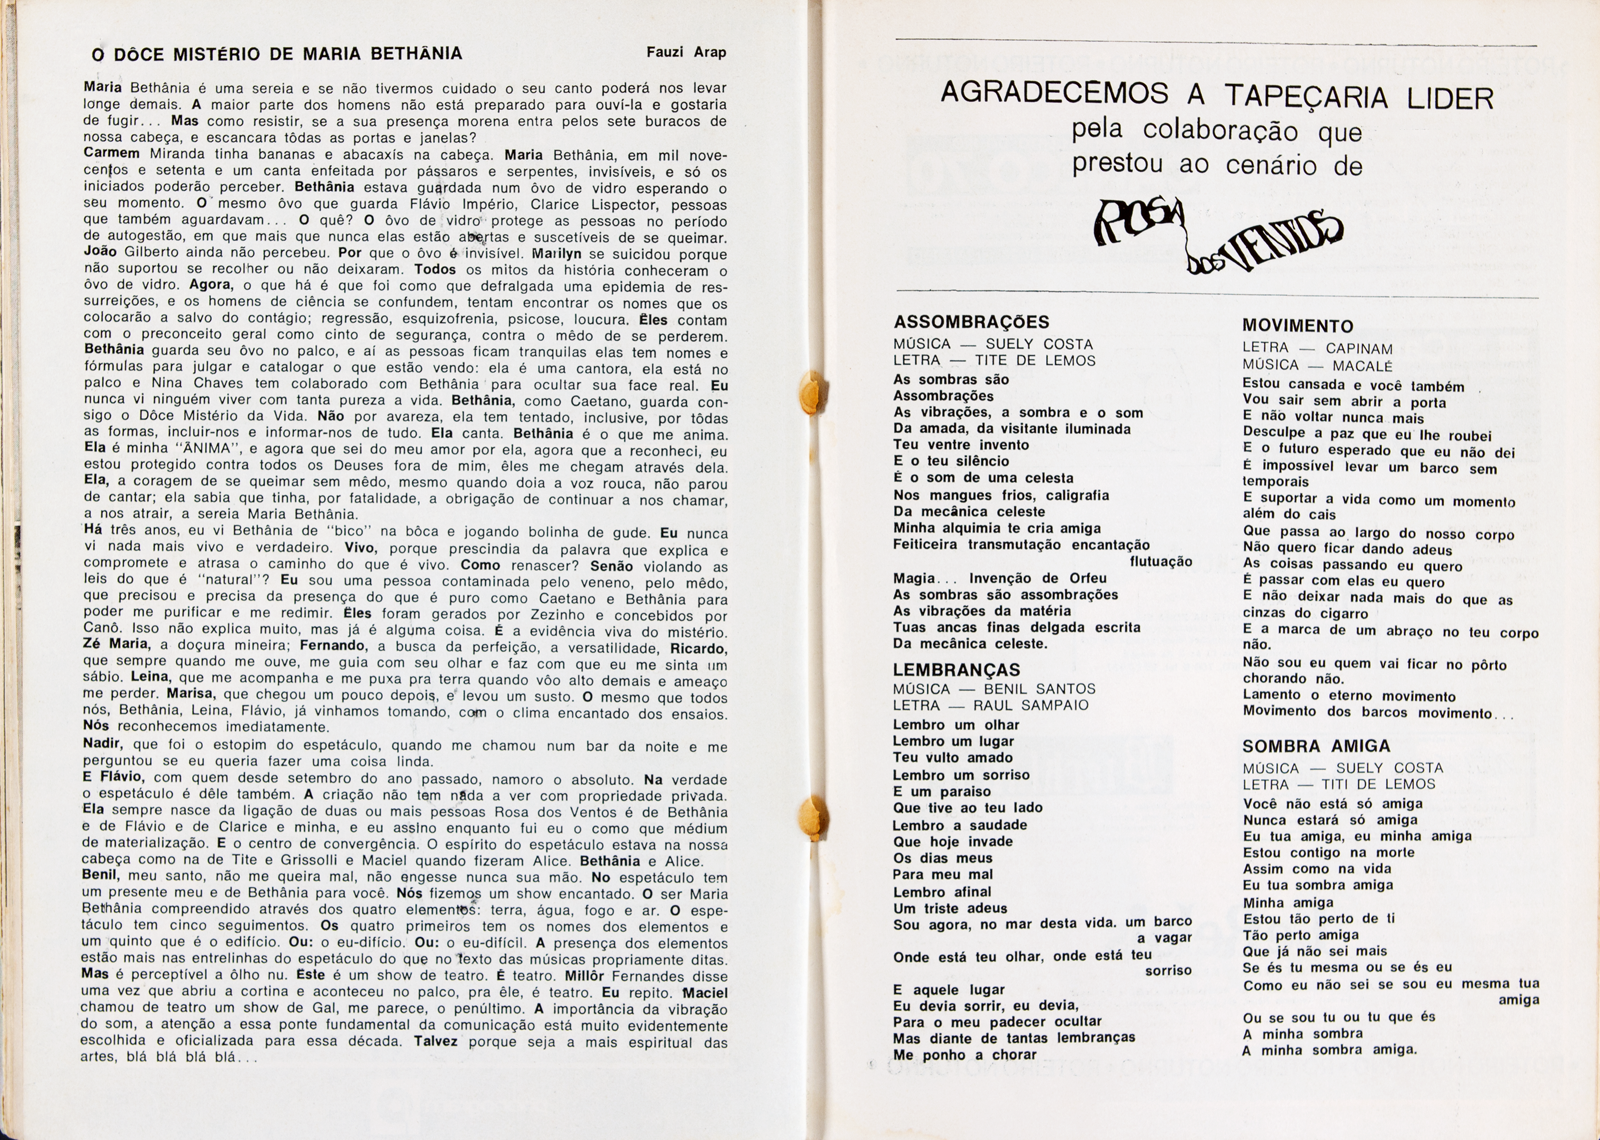 O DÔCE MISTÉRIO DE MARIA BETHÂNIA Fauzi Arap
Maria Bethânia é uma sereia e se não tivermos cuidado o seu canto poderá nos levar
longe demais. A maior parte dos homens não está preparado para ouví-la e gostaria
de fugir... Mas como resistir, se a sua presença morena entra pelos sete buracos de
nossa cabeça, e escancara tôdas as portas e janelas?
Carmem Miranda tinha bananas e abacaxis na cabeça. Maria Bethânia, em mil nove-
centos e setenta e um canta enfeitada por pássaros e serpentes, invisíveis, e só os
iniciados poderão perceber. Bethânia estava guardada num ôvo de vidro esperando o
seu momento. O mesmo ôvo que guarda Flávio Império, Clarice Lispector, pessoas
que também aguardavam... O quê? O ôvo de vidro protege as pessoas no período
de autogestão, em que mais que nunca elas estão abertas e suscetíveis de se queimar.
João Gilberto ainda não percebeu. Por que o ôvo é invisível. Marilyn se suicidou porque
não suportou se recolher ou não deixaram. Todos os mitos da história conheceram o
ôvo de vidro. Agora, o que há é que foi como que defralgada uma epidemia de res-
surreições, e os homens de ciência se confundem, tentam encontrar os nomes que os
colocarão a salvo do contágio; regressão, esquizofrenia, psicose, loucura. Êles contam
com o preconceito geral como cinto de segurança, contra o mêdo de se perderem.
Bethânia guarda seu ôvo no palco, e aí as pessoas ficam tranquilas elas tem nomes e
fórmulas para julgar e catalogar o que estão vendo: ela é uma cantora, ela está no
palco e Nina Chaves tem colaborado com Bethânia para ocultar sua face real. Eu
nunca vi ninguém viver com tanta pureza a vida. Bethânia, como Caetano, guarda con-
sigo o Dôce Mistério da Vida. Não por avareza, ela tem tentado, inclusive, por tôdas
as formas, incluir-nos e informar-nos de tudo. Ela canta. Bethânia é o que me anima.
Ela é minha "ÂNIMA", e agora que sei do meu amor por ela, agora que a reconheci, eu
estou protegido contra todos os Deuses fora de mim, êles me chegam através dela.
Ela, a coragem de se queimar sem mêdo, mesmo quando doia a voz rouca, não parou
de cantar; ela sabia que tinha, por fatalidade, a obrigação de continuar a nos chamar,
a nos atrair, a sereia Maria Bethânia.
Há três anos, eu vi Bethânia de "bico" na bôca e jogando bolinha de gude. Eu nunca
vi nada mais vivo e verdadeiro. Vivo, porque prescindia da palavra que explica e
compromete e atrasa o caminho do que é vivo. Como renascer? Senão violando as
leis do que é "natural"? Eu sou uma pessoa contaminada pelo veneno, pelo mêdo,
que precisou e precisa da presença do que é puro como Caetano e Bethânia para
poder me purificar e me redimir. Êles foram gerados por Zezinho e concebidos por
Canô. Isso não explica muito, mas já é alguma coisa. É a evidência viva do mistério.
Zé Maria, a doçura mineira; Fernando, a busca da perfeição, a versatilidade, Ricardo,
que sempre quando me ouve, me guia com seu olhar e faz com que eu me sinta um
sábio. Leina, que me acompanha e me puxa pra terra quando vôo alto demais e ameaço
me perder. Marisa, que chegou um pouco depois, e levou um susto. O mesmo que todos
nós, Bethânia, Leina, Flávio, já vinhamos tomando, com o clima encantado dos ensaios.
Nós reconhecemos imediatamente.
Nadir, que foi o estopim do espetáculo, quando me chamou num bar da noite e me
perguntou se eu queria fazer uma coisa linda.
E Flávio, com quem desde setembro do ano passado, namoro o absoluto. Na verdade
o espetáculo é dêle também. A criação não tem nada a ver com propriedade privada.
Ela sempre nasce da ligação de duas ou mais pessoas Rosa dos Ventos é de Bethânia
e de Flávio e de Clarice e minha, e eu assino enquanto fui eu o como que médium
de materialização. E o centro de convergência. O espírito do espetáculo estava na nossa
cabeça como na de Tite e Grissolli e Maciel quando fizeram Alice. Bethânia e Alice.
Benil, meu santo, não me queira mal, não engesse nunca sua mão. No espetáculo tem
um presente meu e de Bethânia para você. Nós fizemos um show encantado. O ser Maria
Bethânia compreendido através dos quatro elementos: terra, água, fogo e ar. O espe-
táculo tem cinco seguimentos. Os quatro primeiros tem os nomes dos elementos e
um quinto que é o edifício. Ou: o eu-difício. Ou: o eu-difícil. A presença dos elementos
estão mais nas entrelinhas do espetáculo do que no texto das músicas propriamente ditas.
Mas é perceptível a ôlho nu. Êste é um show de teatro. É teatro. Millôr Fernandes disse
uma vez que abriu a cortina e aconteceu no palco, pra êle, é teatro. Eu repito. Maciel
chamou de teatro um show de Gal, me parece, o penúltimo. A importância da vibração
do som, a atenção a essa ponte fundamental da comunicação está muito evidentemente
escolhida e oficializada para essa década. Talvez porque seja a mais espiritual das
artes, blá blá blá blá...
AGRADECEMOS A TAPEÇARIA LIDER
pela colaboração que
prestou ao cenário de
ROSA
DOS VENTOS
ASSOMBRAÇÕES
MÚSICA — SUELY COSTA
LETRA — TITE DE LEMOS
As sombras são
Assombrações
As vibrações, a sombra e o som
Da amada, da visitante iluminada
Teu ventre invento
E o teu silêncio
É o som de uma celesta
Nos mangues frios, caligrafia
Da mecânica celeste
Minha alquimia te cria amiga
Feiticeira transmutação encantação
flutuação
Magia... Invenção de Orfeu
As sombras são assombrações
As vibrações da matéria
Tuas ancas finas delgada escrita
Da mecânica celeste.
LEMBRANÇAS
MÚSICA — BENIL SANTOS
LETRA — RAUL SAMPAIO
Lembro um olhar
Lembro um lugar
Teu vulto amado
Lembro um sorriso
E um paraiso
Que tive ao teu lado
Lembro a saudade
Que hoje invade
Os dias meus
Para meu mal
Lembro afinal
Um triste adeus
Sou agora, no mar desta vida. um barco
a vagar
Onde está teu olhar, onde está teu
sorriso
E aquele lugar
Eu devia sorrir, eu devia,
Para o meu padecer ocultar
Mas diante de tantas lembranças
Me ponho a chorar
MOVIMENTO
LETRA — CAPINAM
MÚSICA — MACALÉ
Estou cansada e você também
Vou sair sem abrir a porta
E não voltar nunca mais
Desculpe a paz que eu lhe roubei
E o futuro esperado que eu não dei
É impossível levar um barco sem
temporais
E suportar a vida como um momento
além do cais
Que passa ao largo do nosso corpo
Não quero ficar dando adeus
As coisas passando eu quero
É passar com elas eu quero
E não deixar nada mais do que as
cinzas do cigarro
E a marca de um abraço no teu corpo
não.
Não sou eu quem vai ficar no pôrto
chorando não.
Lamento o eterno movimento
Movimento dos barcos movimento...
SOMBRA AMIGA
MÚSICA — SUELY COSTA
LETRA — TITI DE LEMOS
Você não está só amiga
Nunca estará só amiga
Eu tua amiga, eu minha amiga
Estou contigo na morte
Assim como na vida
Eu tua sombra amiga
Minha amiga
Estou tão perto de ti
Tão perto amiga
Que já não sei mais
Se és tu mesma ou se és eu
Como eu não sei se sou eu mesma tua
amiga
Ou se sou tu ou tu que és
A minha sombra
A minha sombra amiga.